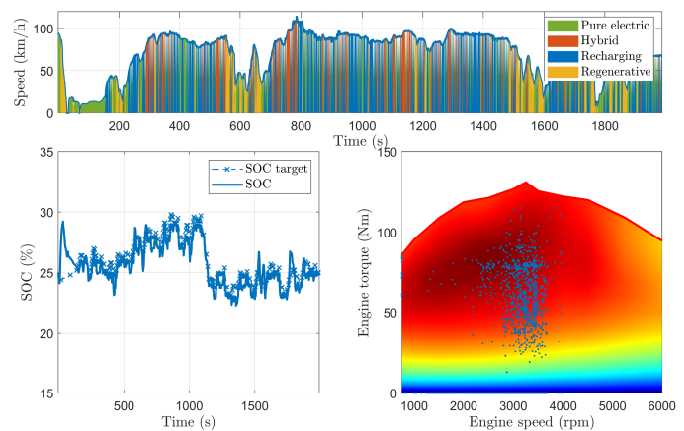 Speed (km/h)
100
50
0
Pure electric
Hybrid
Recharging
Regenerative
200
400
600
800
1000
1200
1400
1600
1800
Time (s)
35
30
25
20
15
SOC (%)
SOC target
SOC
500
1000
1500
Time (s)
150
100
50
0
Engine torque (Nm)
1000
2000
3000
4000
5000
6000
Engine speed (rpm)